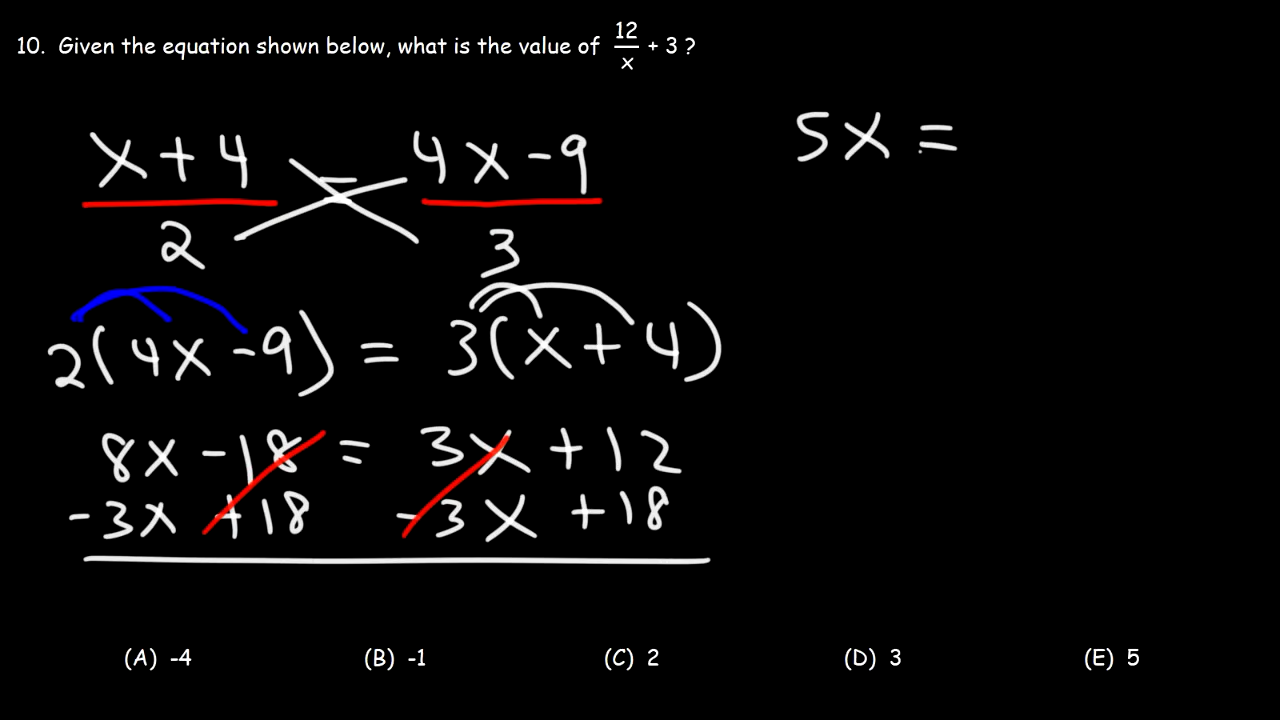 10. Given the equation shown below, what is the value of 12/x + 3 ?
x + 4 / 2 = 4x - 9 / 3
5x =
2(4x - 9) = 3(x + 4)
8x - 18 = 3x + 12
- 3x + 18 - 3x + 18
(A) -4 (B) -1 (C) 2 (D) 3 (E) 5